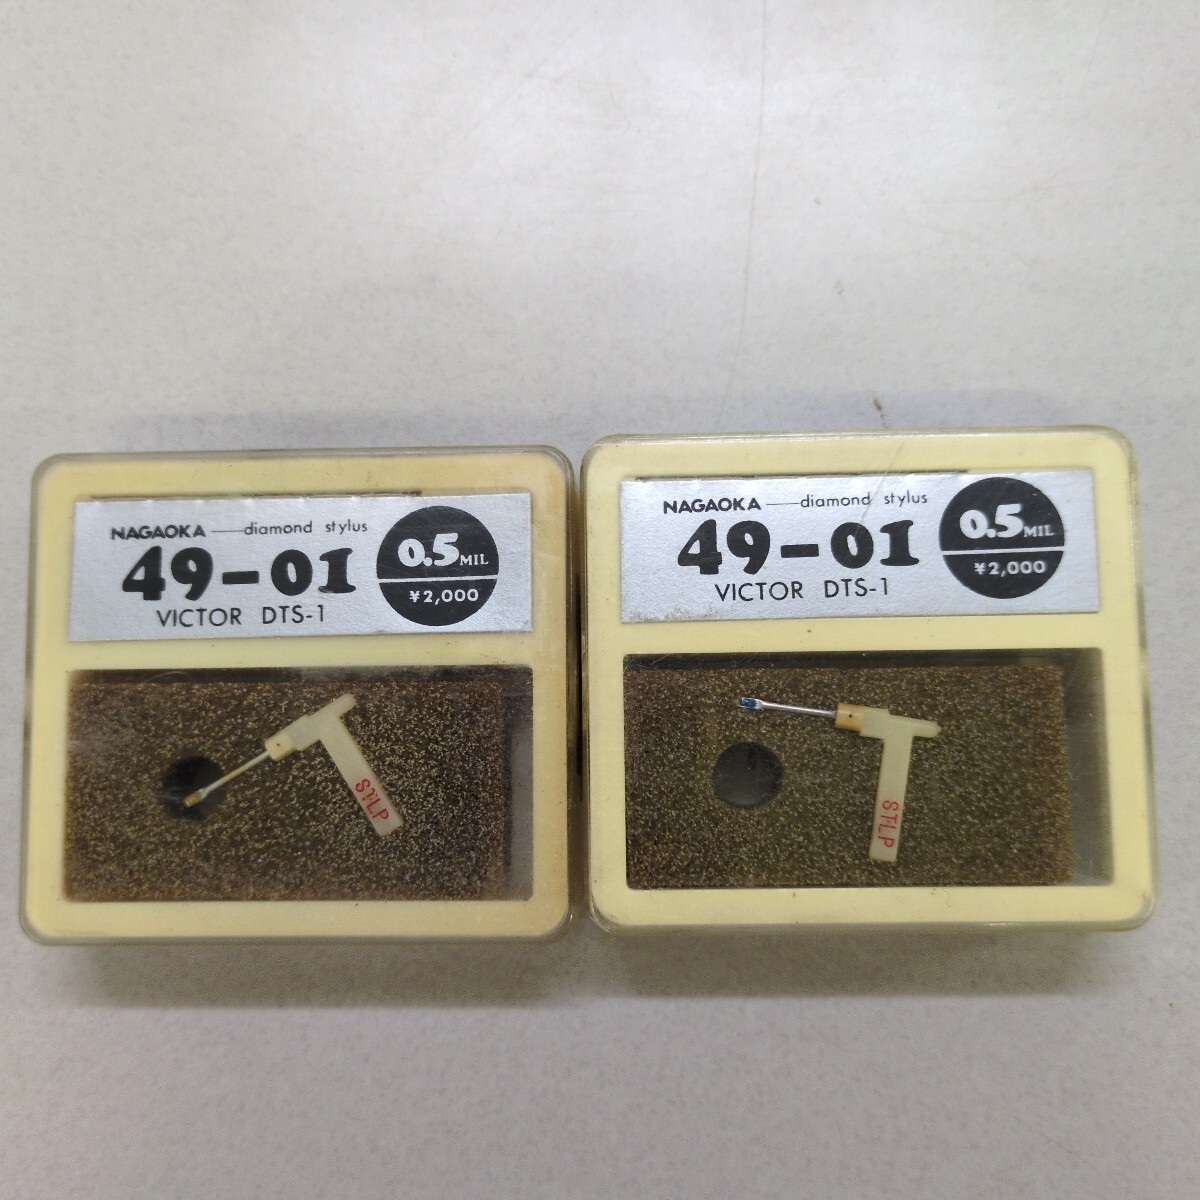 NAGAOKA — diamond stylus
49-01
VICTOR DTS-1
0.5 MIL
¥2,000
ST-LP
NAGAOKA — diamond stylus
49-01
VICTOR DTS-1
0.5 MIL
¥2,000
ST-LP